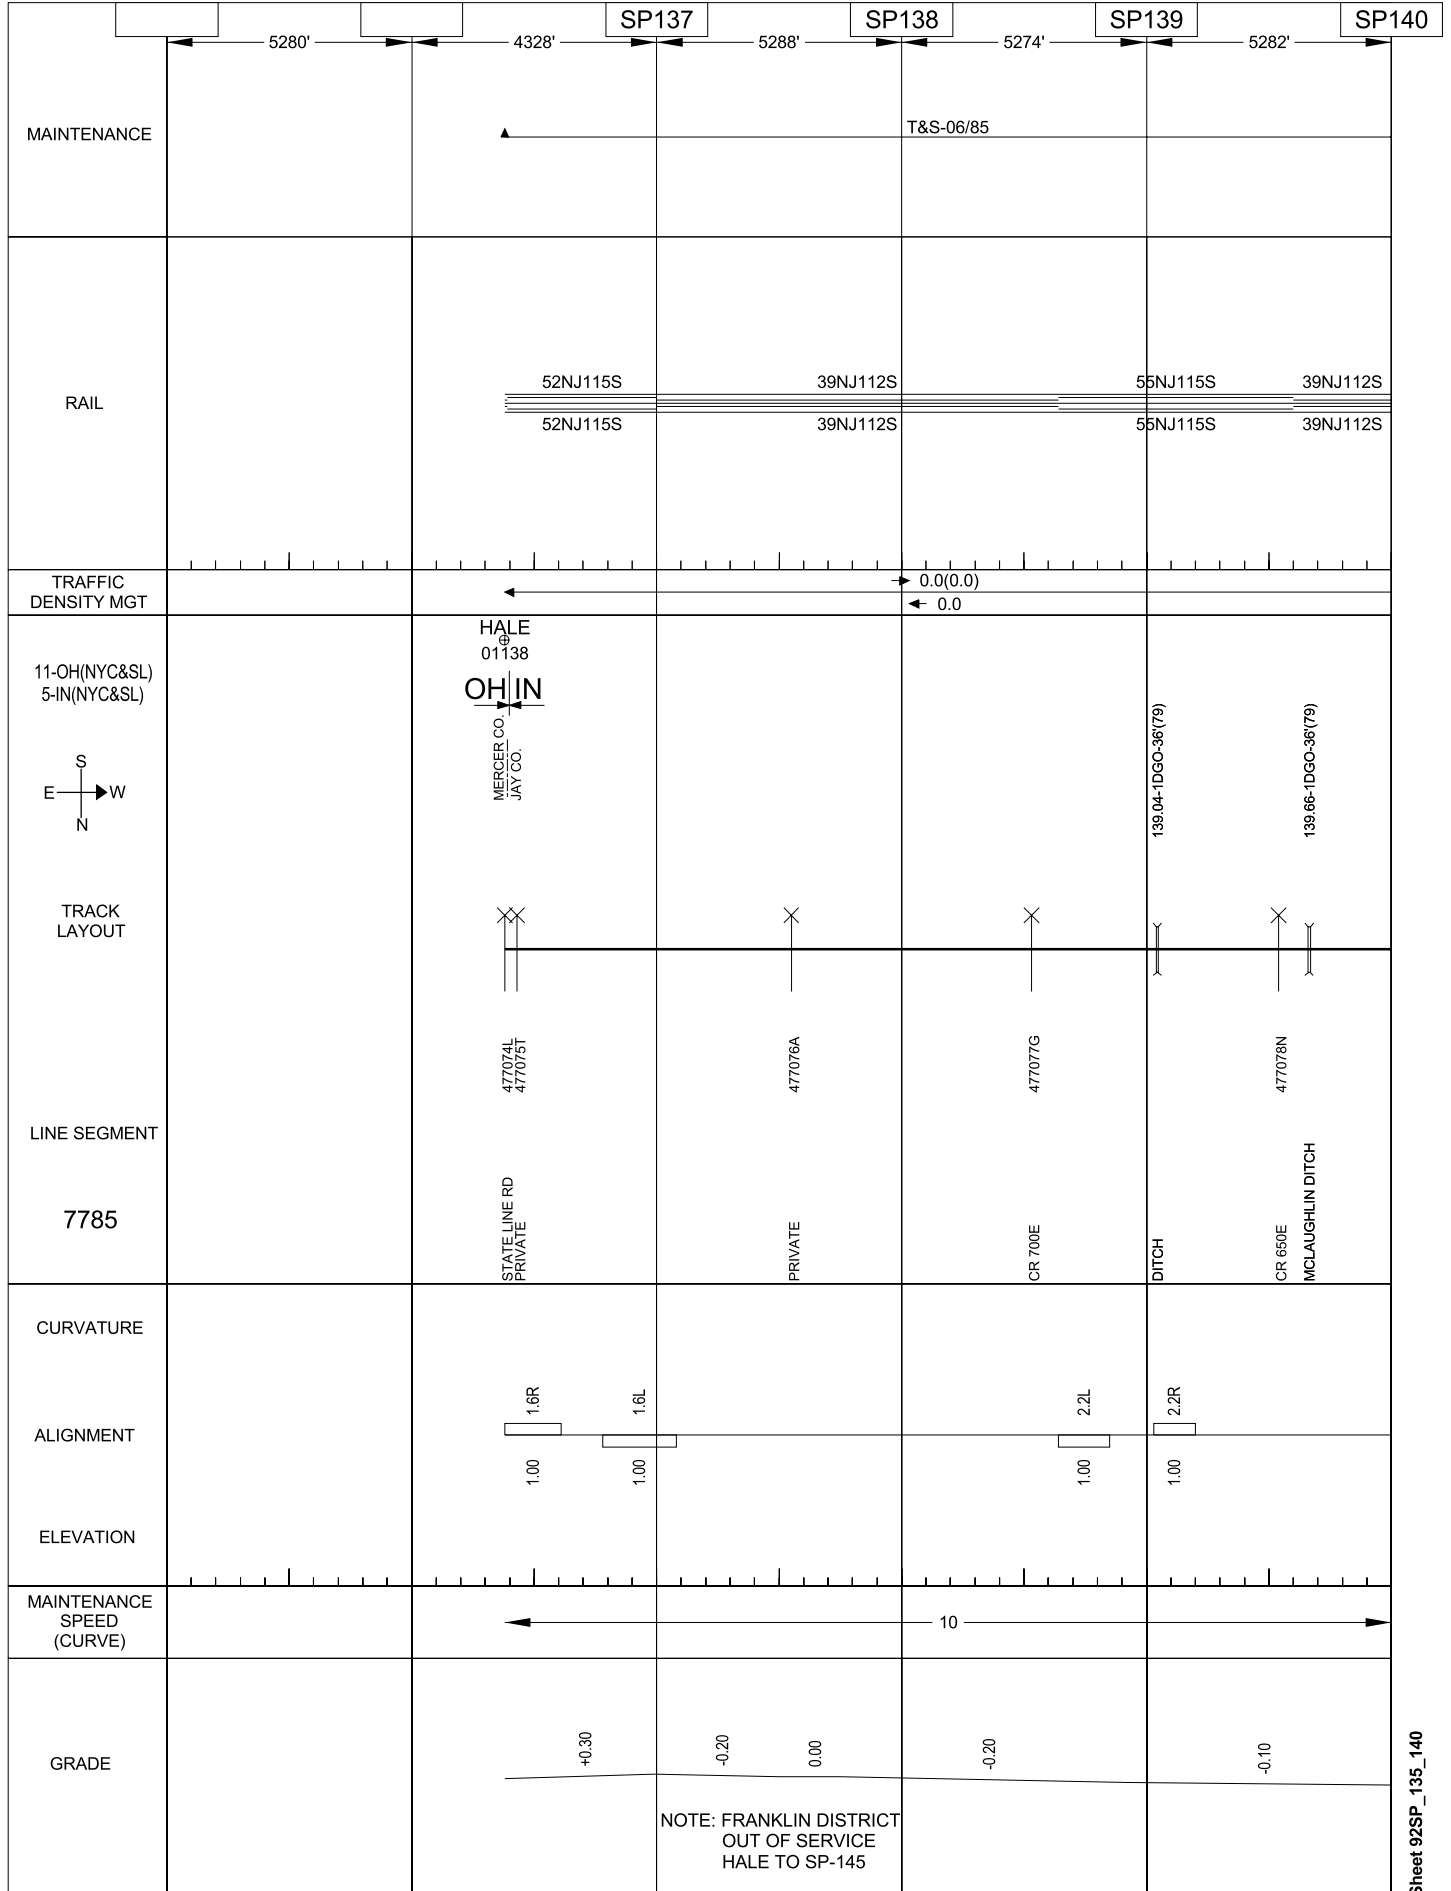 SP137 SP138 SP139 SP140
5280' 4328' 5288' 5274' 5282'
MAINTENANCE
T&S-06/85
RAIL
52NJ115S 39NJ112S 55NJ115S 39NJ112S
52NJ115S 39NJ112S 55NJ115S 39NJ112S
TRAFFIC
DENSITY MGT
0.0(0.0)
0.0
11-OH(NYC&SL)
5-IN(NYC&SL)
HALE
01138
OH IN
MERCER CO.
JAY CO.
139.04-1DGO-36'(79)
139.66-1DGO-36'(79)
S
E W
N
TRACK
LAYOUT
477074L
477075T
477076A
477077G
477078N
LINE SEGMENT
7785
STATE LINE RD
PRIVATE
PRIVATE
CR 700E
DITCH
CR 650E
MCLAUGHLIN DITCH
CURVATURE
1.6R 1.6L 2.2L 2.2R
ALIGNMENT
1.00 1.00 1.00 1.00
ELEVATION
MAINTENANCE
SPEED
(CURVE)
10
GRADE
+0.30 -0.20 0.00 -0.20 -0.10
NOTE: FRANKLIN DISTRICT
OUT OF SERVICE
HALE TO SP-145
Sheet 92SP_135_140